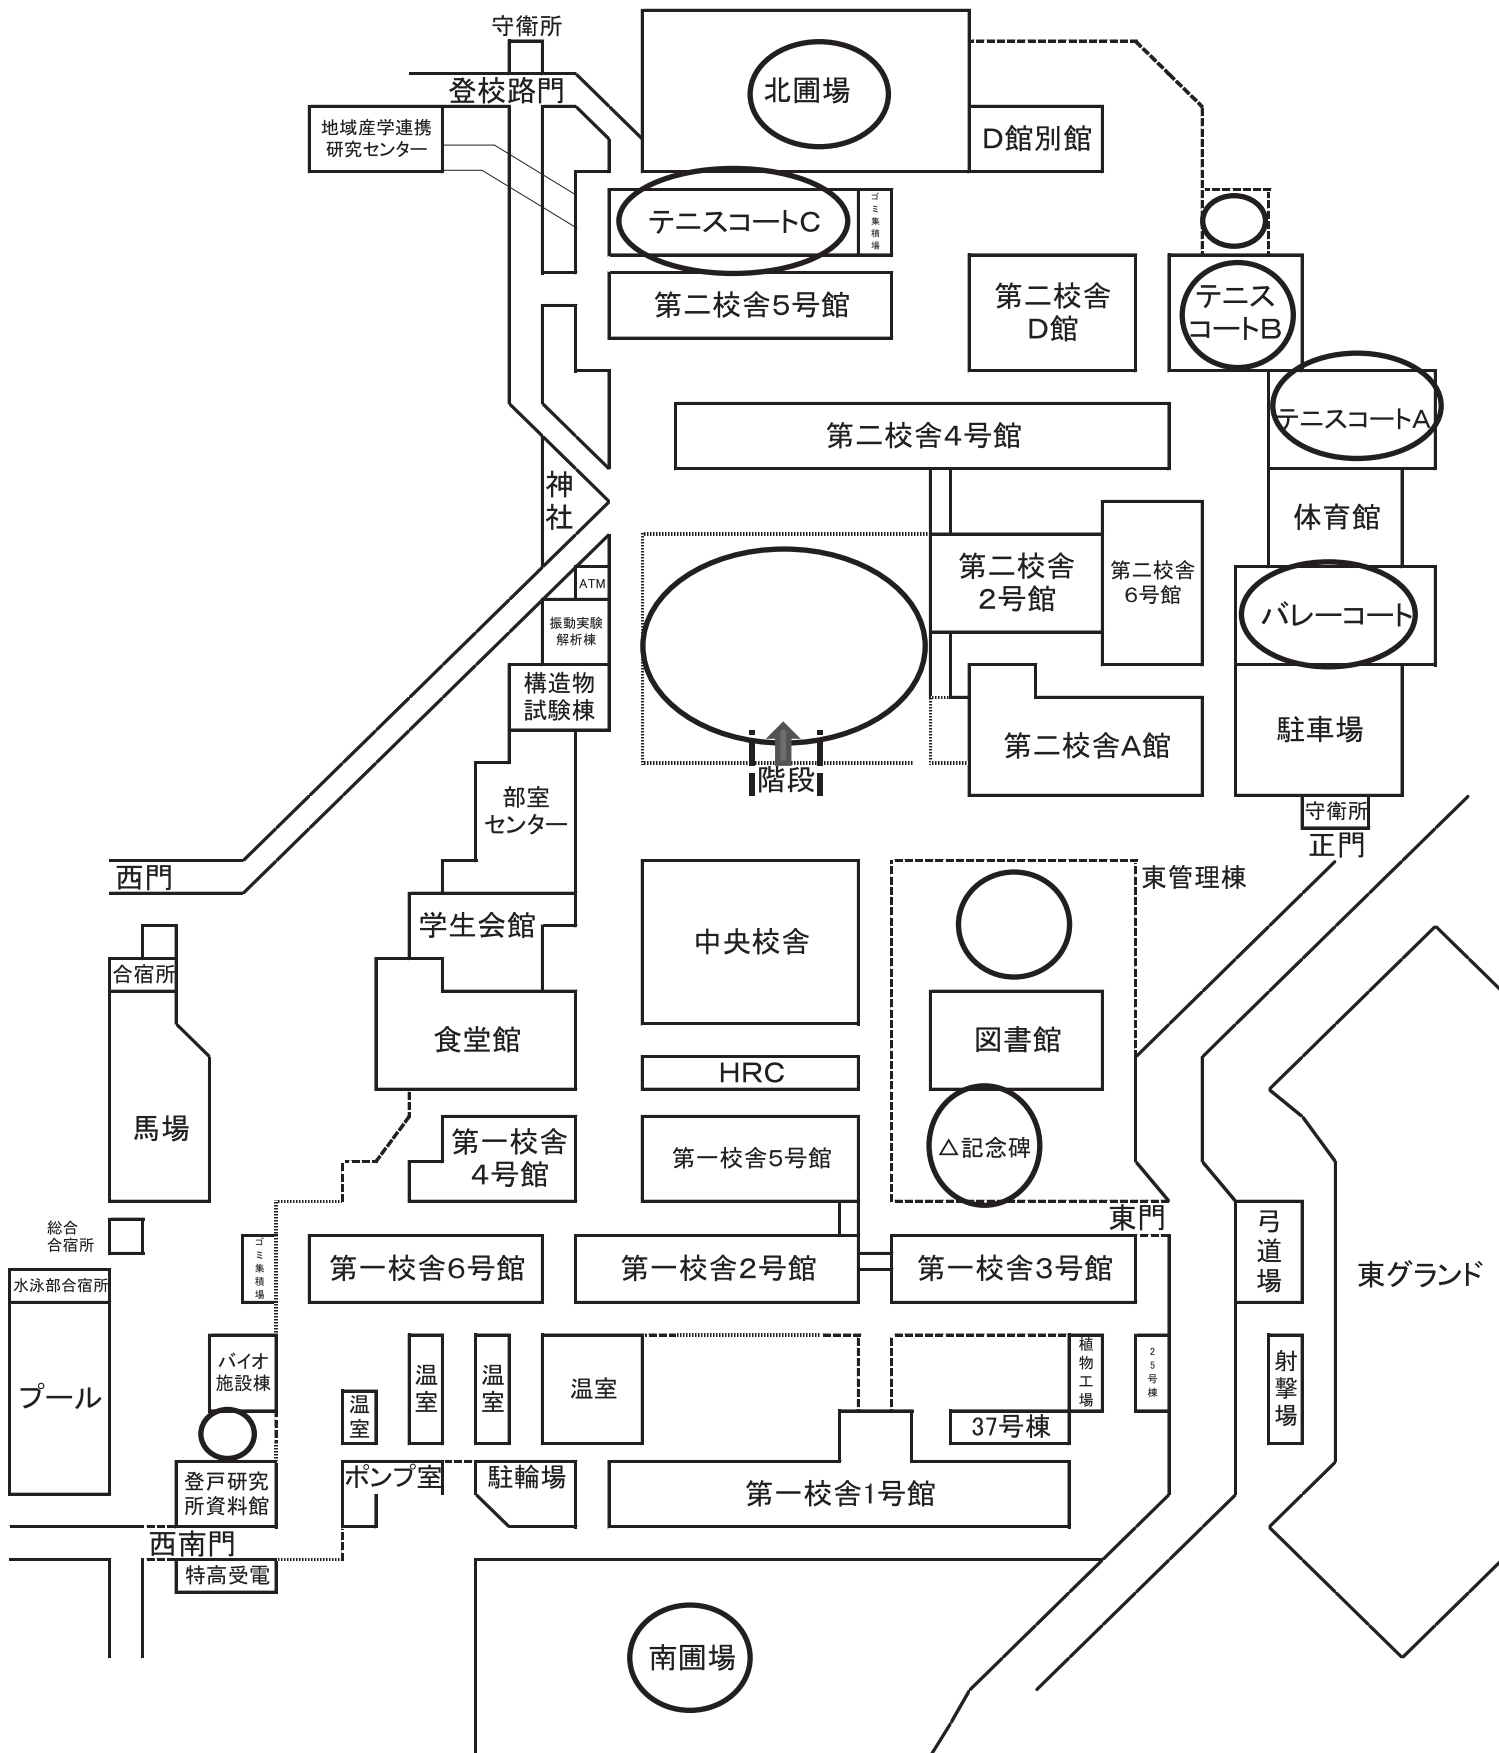 守衛所
登校路門
地域産学連携
研究センター
北圃場
D館別館
テニスコートC
ゴミ集積場
第二校舎5号館
第二校舎
D館
テニス
コートB
テニスコートA
第二校舎4号館
神社
体育館
第二校舎
2号館
第二校舎
6号館
ATM
振動実験
解析棟
バレーコート
構造物
試験棟
第二校舎A館
駐車場
階段
部室
センター
守衛所
正門
西門
東管理棟
学生会館
中央校舎
合宿所
食堂館
図書館
HRC
馬場
第一校舎
4号館
第一校舎5号館
△記念碑
東門
総合
合宿所
ゴミ集積場
第一校舎6号館
第一校舎2号館
第一校舎3号館
弓道場
東グランド
水泳部合宿所
プール
バイオ
施設棟
温室
温室
温室
温室
植物工場
25号棟
射撃場
37号棟
登戸研究
所資料館
ポンプ室
駐輪場
第一校舎1号館
西南門
特高受電
南圃場